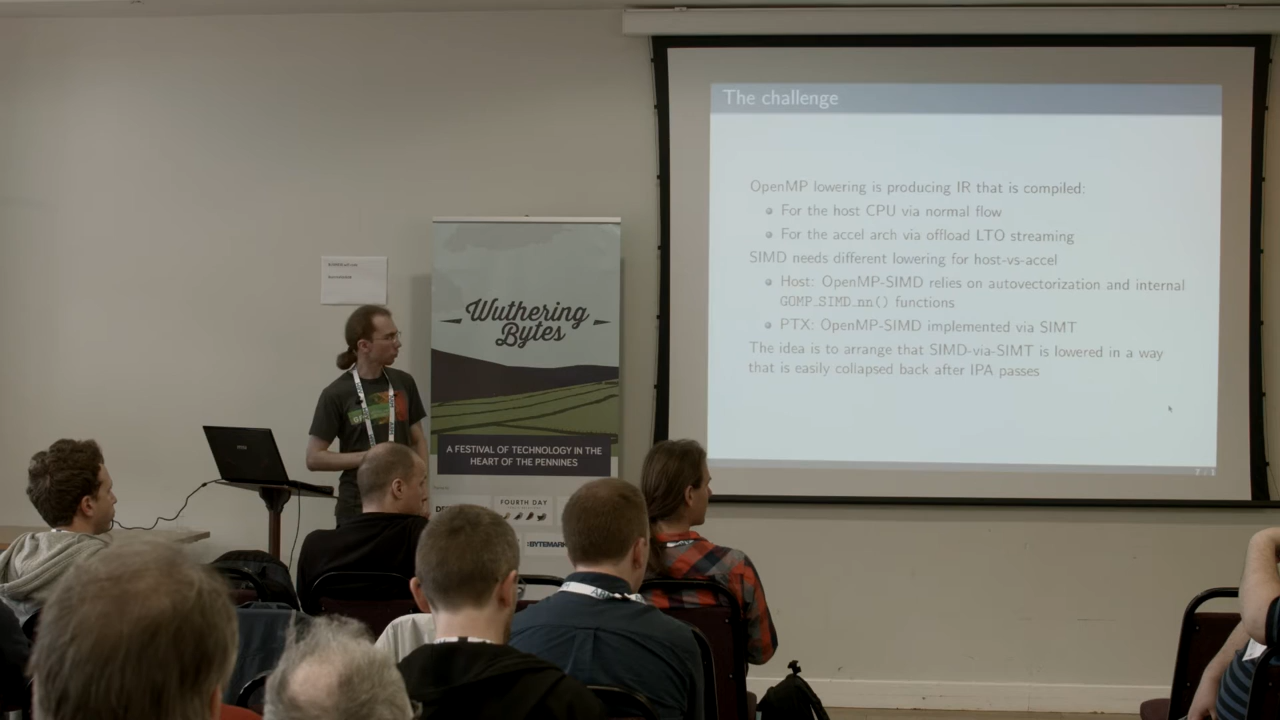 The challenge
OpenMP lowering is producing IR that is compiled:
For the host CPU via normal flow
For the accel arch via offload LTO streaming
SIMD needs different lowering for host-vs-accel
Host: OpenMP-SIMD relies on autovectorization and internal
GOMP_SIMD_nn() functions
PTX: OpenMP-SIMD implemented via SIMT
The idea is to arrange that SIMD-via-SIMT is lowered in a way
that is easily collapsed back after IPA passes
Wuthering
Bytes
A FESTIVAL OF TECHNOLOGY IN THE
HEART OF THE PENNINES
FOURTH DAY